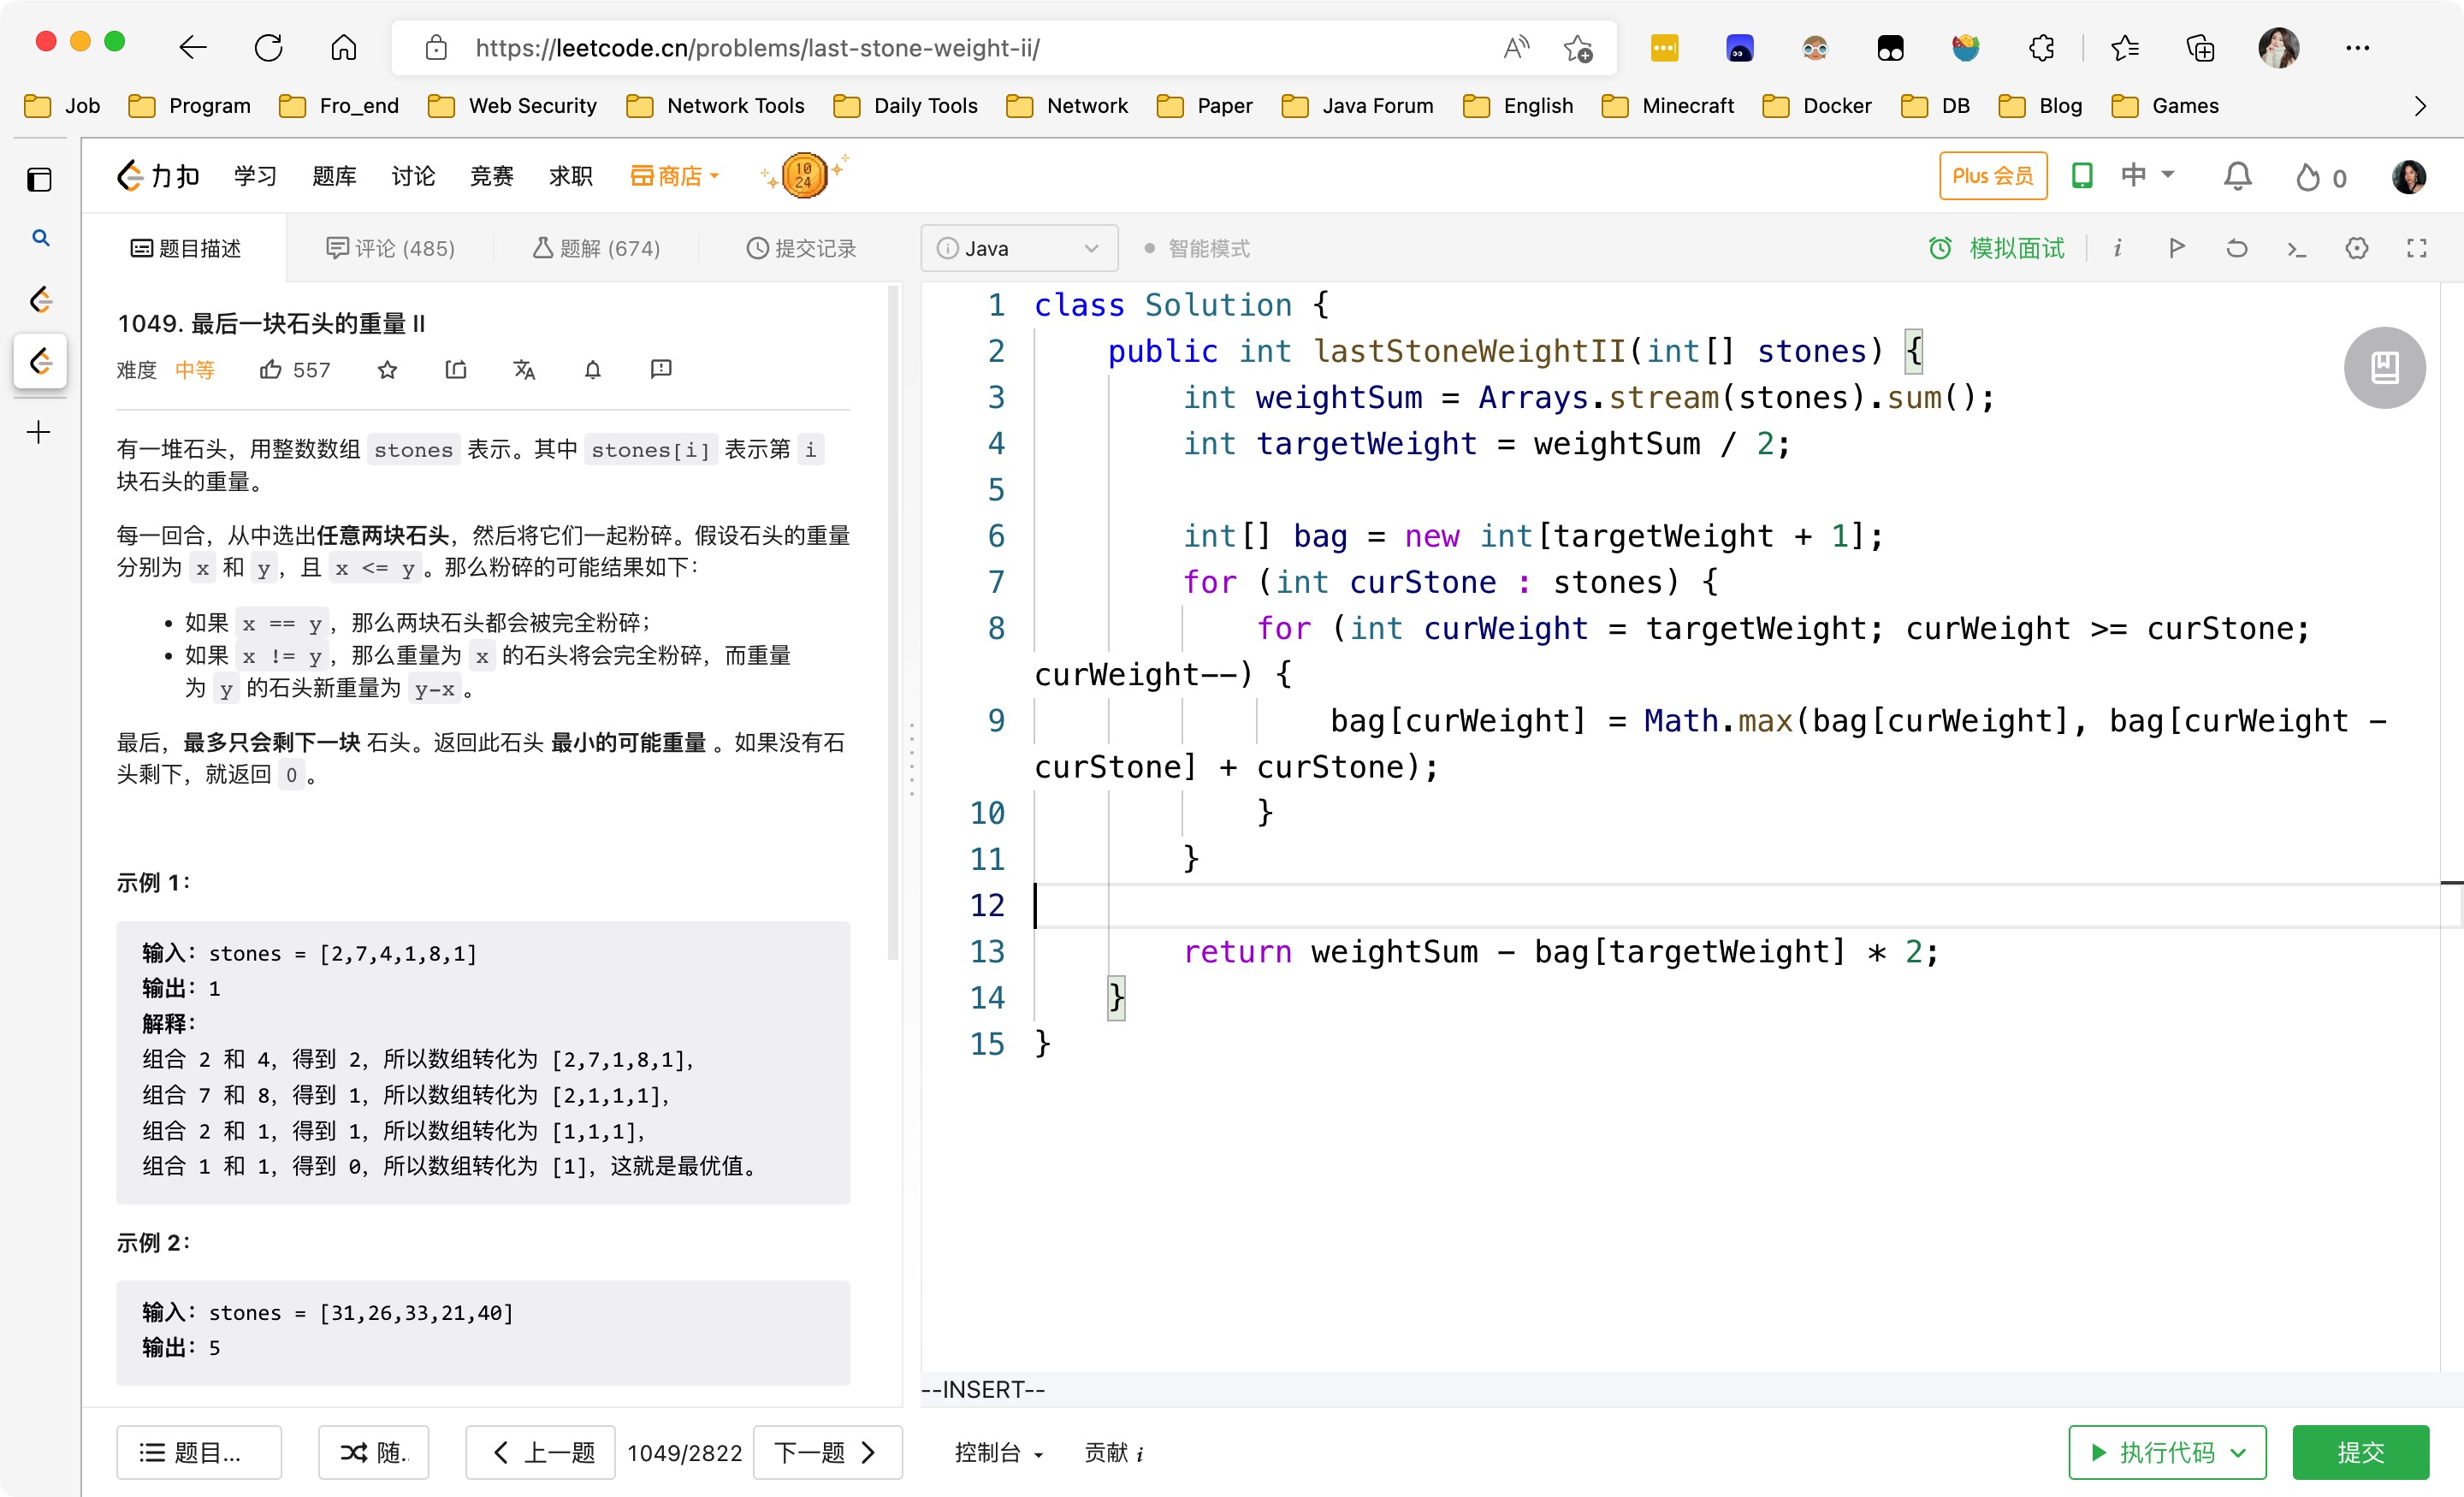 https://leetcode.cn/problems/last-stone-weight-ii/
Job Program Fro_end Web Security Network Tools Daily Tools Network Paper Java Forum English Minecraft Docker DB Blog Games
力扣 学习 题库 讨论 竞赛 求职 商店 10 24 Plus 会员 中 0
题目描述 评论 (485) 题解 (674) 提交记录
1049. 最后一块石头的重量 II
难度 中等 557
有一堆石头，用整数数组 stones 表示。其中 stones[i] 表示第 i
块石头的重量。
每一回合，从中选出任意两块石头，然后将它们一起粉碎。假设石头的重量
分别为 x 和 y，且 x <= y。那么粉碎的可能结果如下：
• 如果 x == y，那么两块石头都会被完全粉碎；
• 如果 x != y，那么重量为 x 的石头将会完全粉碎，而重量
为 y 的石头新重量为 y-x。
最后，最多只会剩下一块 石头。返回此石头 最小的可能重量 。如果没有石
头剩下，就返回 0。
示例 1：
输入：stones = [2,7,4,1,8,1]
输出：1
解释：
组合 2 和 4，得到 2，所以数组转化为 [2,7,1,8,1]，
组合 7 和 8，得到 1，所以数组转化为 [2,1,1,1]，
组合 2 和 1，得到 1，所以数组转化为 [1,1,1]，
组合 1 和 1，得到 0，所以数组转化为 [1]，这就是最优值。
示例 2：
输入：stones = [31,26,33,21,40]
输出：5
题目... 随. 上一题 1049/2822 下一题
Java 智能模式 模拟面试
1 class Solution {
2 public int lastStoneWeightII(int[] stones) {
3 int weightSum = Arrays.stream(stones).sum();
4 int targetWeight = weightSum / 2;
5
6 int[] bag = new int[targetWeight + 1];
7 for (int curStone : stones) {
8 for (int curWeight = targetWeight; curWeight >= curStone;
curWeight--) {
9 bag[curWeight] = Math.max(bag[curWeight], bag[curWeight -
curStone] + curStone);
10 }
11 }
12
13 return weightSum - bag[targetWeight] * 2;
14 }
15 }
--INSERT--
控制台 贡献 i 执行代码 提交